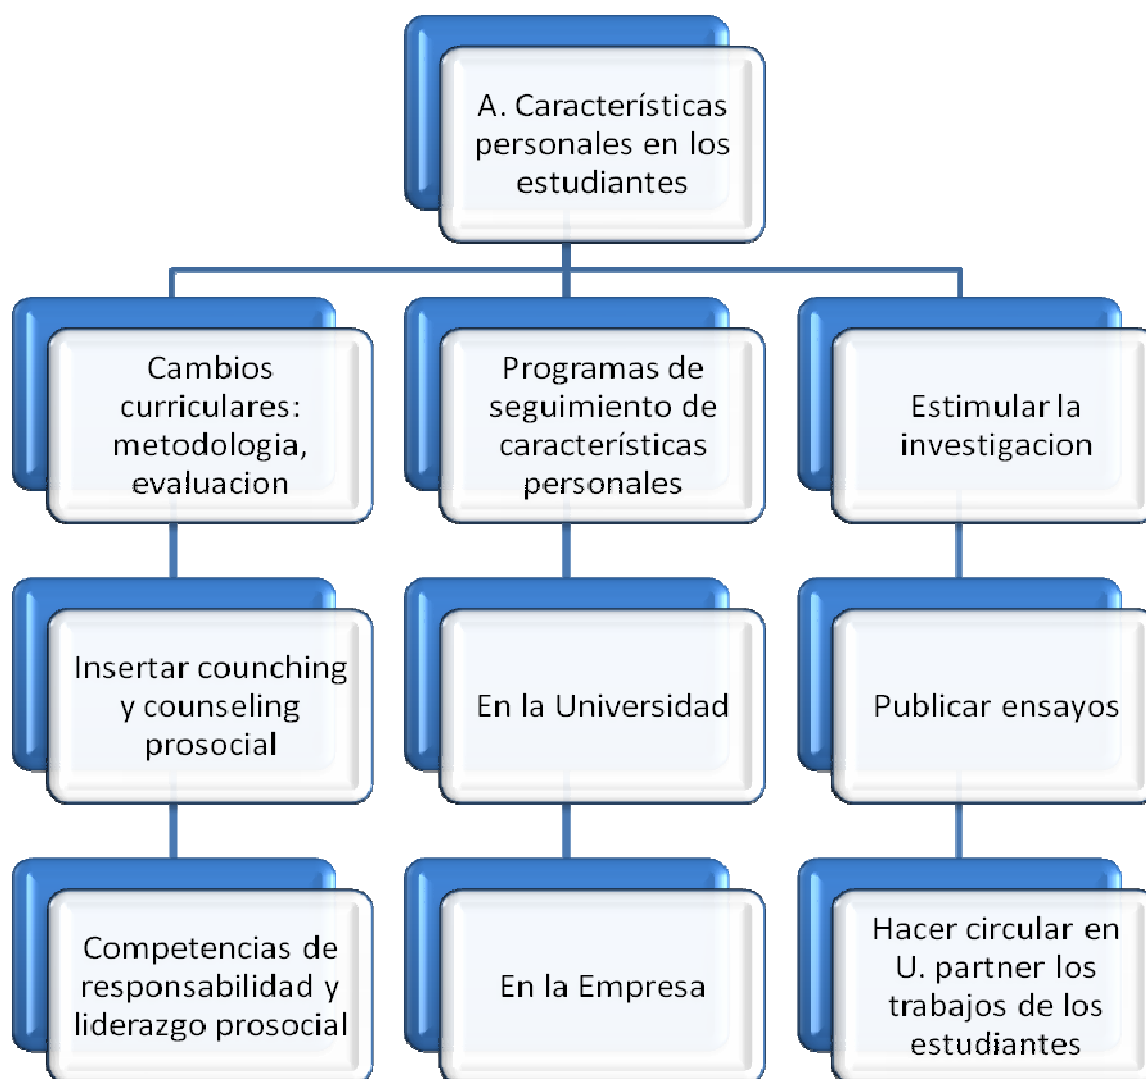 A. Característícas
personales en los
estudiantes
Cambios
curriculares:
metodologia,
evaluacion
Programas de
seguimiento de
características
personales
Estimular la
investigacion
Insertar counching
y counseling
prosocial
En la Universidad
Publicar ensayos
Competencias de
responsabilidad y
liderazgo prosocial
En la Empresa
Hacer circular en
U. partner los
trabajos de los
estudiantes